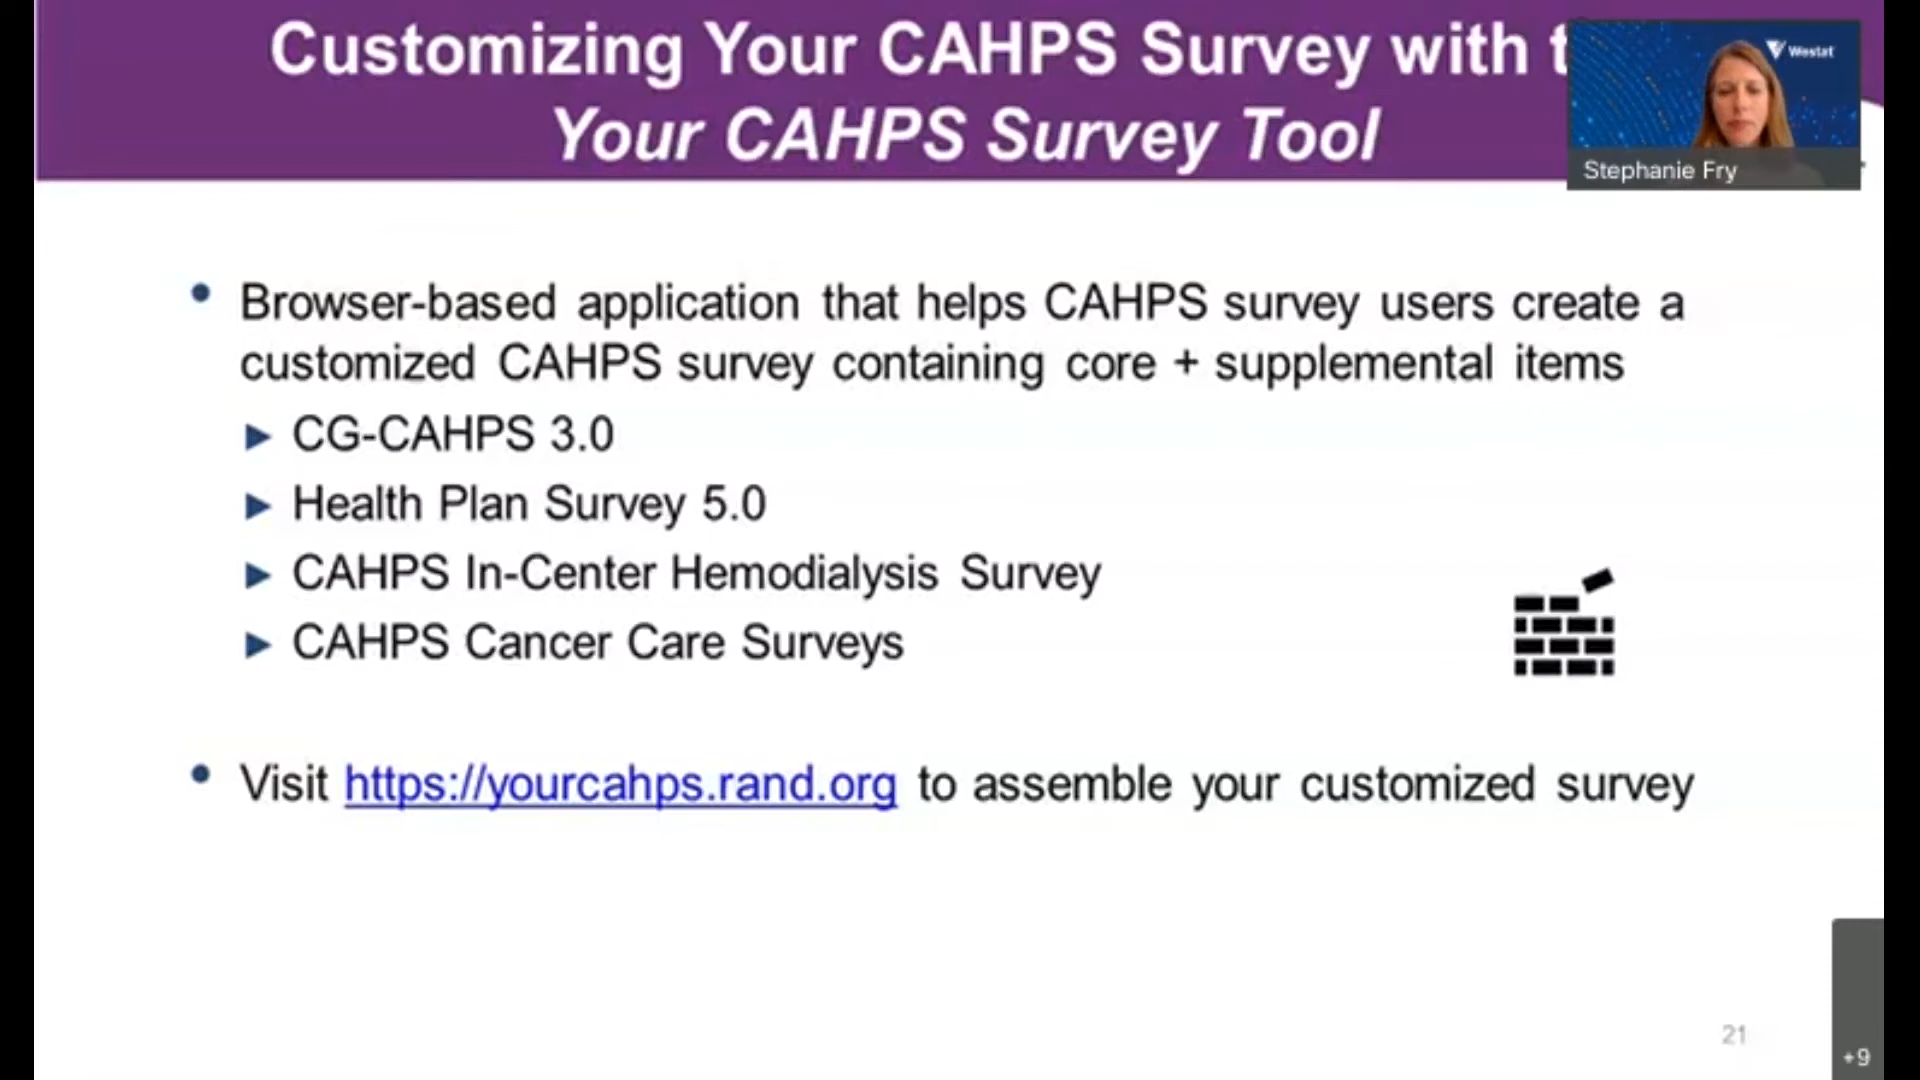 Customizing Your CAHPS Survey with
Your CAHPS Survey Tool
Westat
Stephanie Fry
• Browser-based application that helps CAHPS survey users create a
customized CAHPS survey containing core + supplemental items
► CG-CAHPS 3.0
► Health Plan Survey 5.0
► CAHPS In-Center Hemodialysis Survey
► CAHPS Cancer Care Surveys
• Visit https://yourcahps.rand.org to assemble your customized survey
21
+9